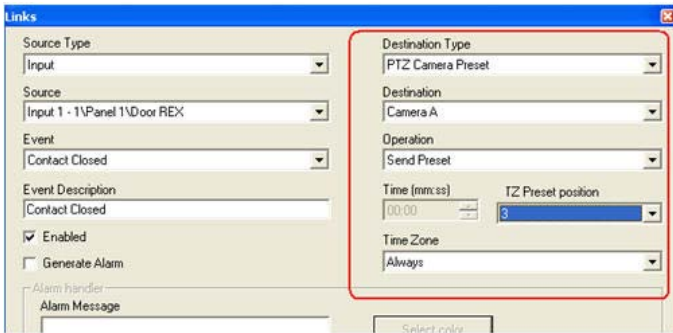 Links
Source Type
Input
Source
Input 1 - 1\Panel 1\Door REX
Event
Contact Closed
Event Description
Contact Closed
Enabled
Generate Alarm
Alarm handler
Alarm Message
Select color
Destination Type
PTZ Camera Preset
Destination
Camera A
Operation
Send Preset
Time (mm:ss)
TZ Preset position
00:00
3
Time Zone
Always